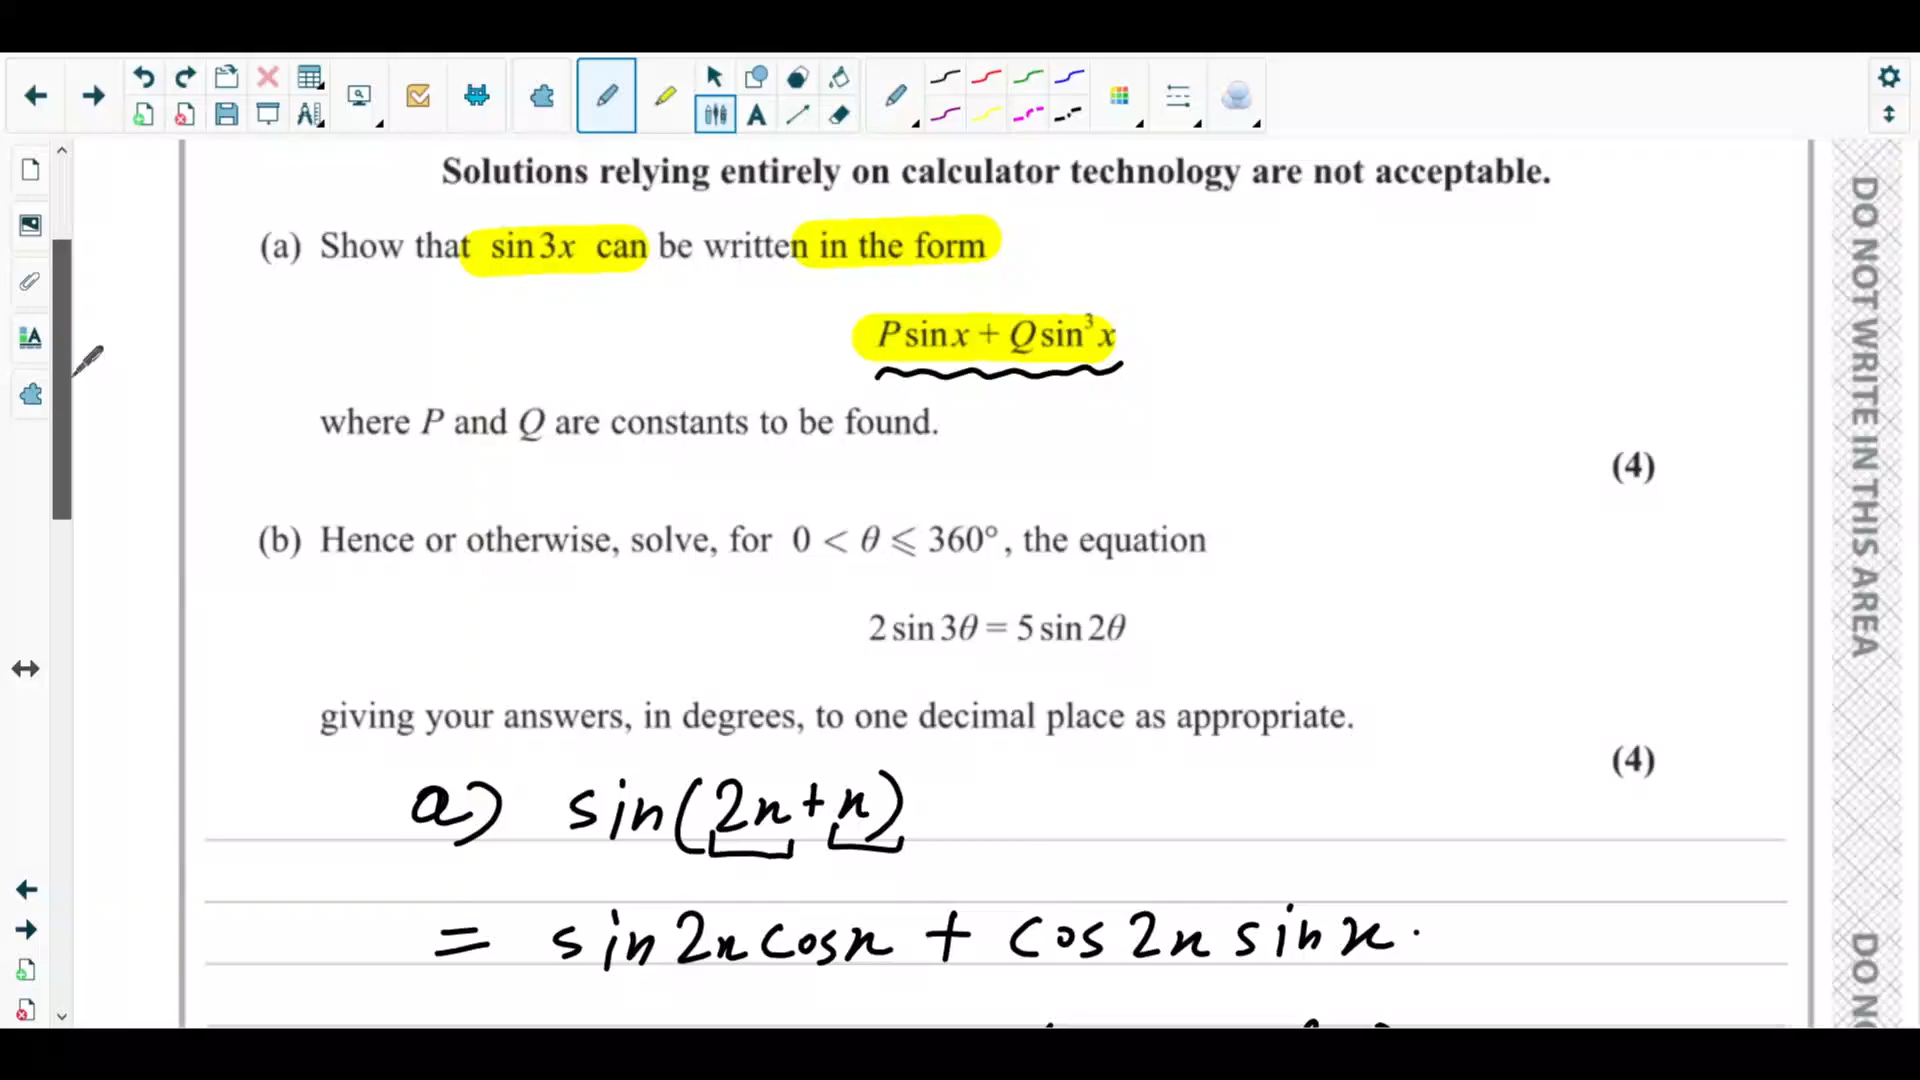 Solutions relying entirely on calculator technology are not acceptable.
(a) Show that sin 3x can be written in the form
P sin x + Q sin³ x
where P and Q are constants to be found.
(4)
(b) Hence or otherwise, solve, for 0 < θ ⩽ 360°, the equation
2 sin 3θ = 5 sin 2θ
giving your answers, in degrees, to one decimal place as appropriate.
(4)
a) sin(2x+x)
= sin2x cosx + cos2x sinx.
DO NOT WRITE IN THIS AREA
DO NO